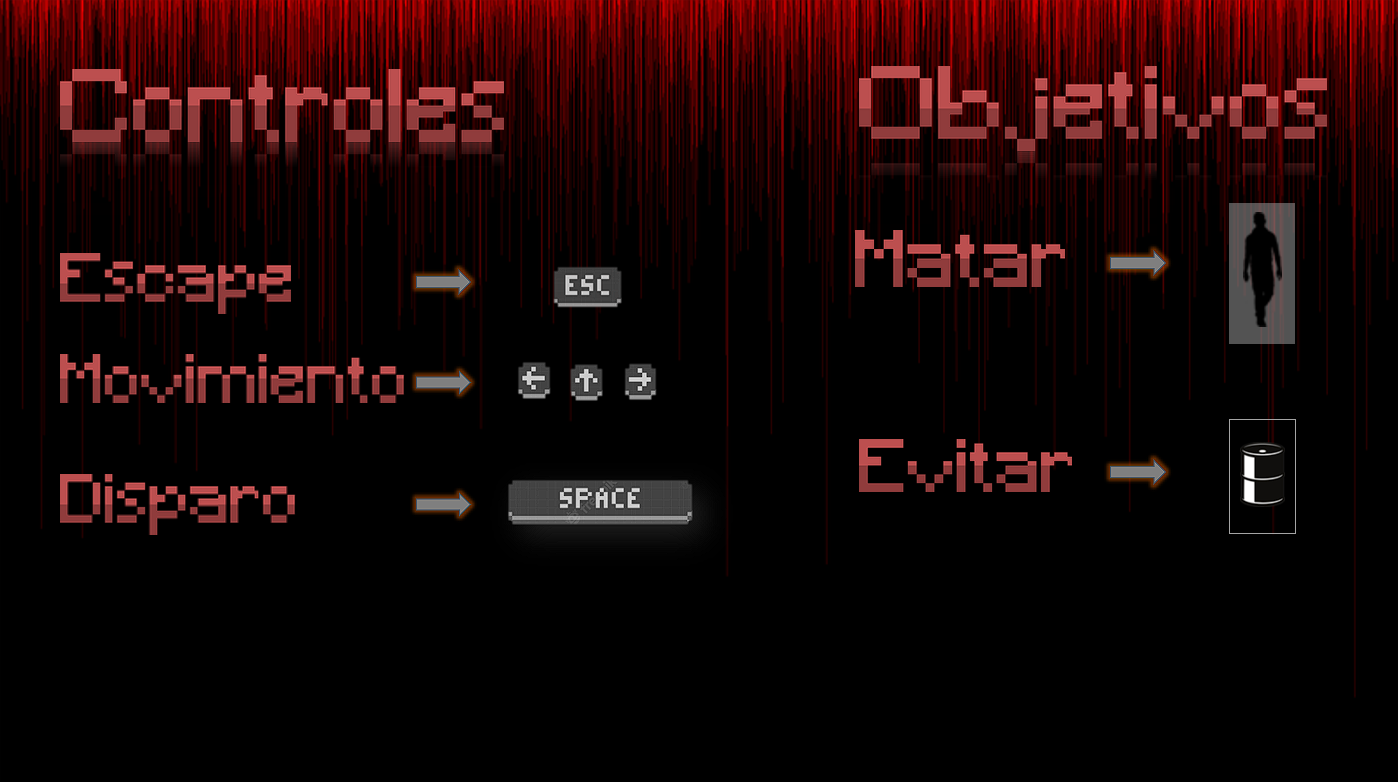 Controles
Escape
ESC
Movimiento
← ↑ →
Disparo
SPACE
Objetivos
Matar
Evitar